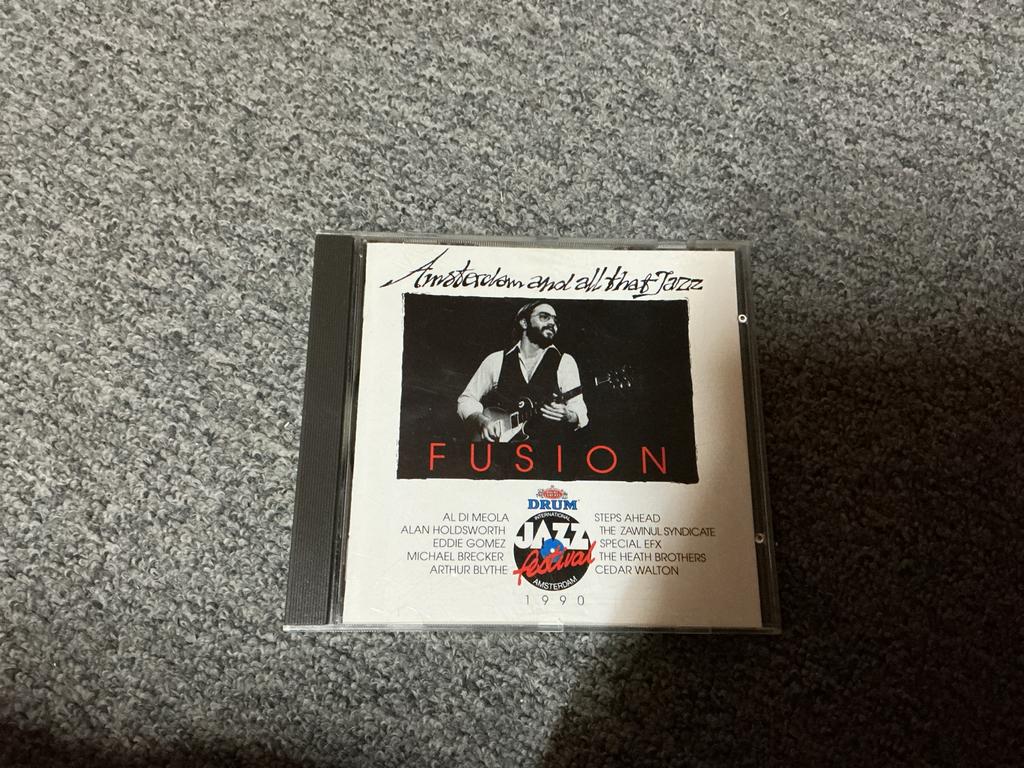 Amsterdam and all that Jazz
FUSION
DRUM
INTERNATIONAL
JAZZ
festival
AMSTERDAM
1990
AL DI MEOLA
ALAN HOLDSWORTH
EDDIE GOMEZ
MICHAEL BRECKER
ARTHUR BLYTHE
STEPS AHEAD
THE ZAWINUL SYNDICATE
SPECIAL EFX
THE HEATH BROTHERS
CEDAR WALTON